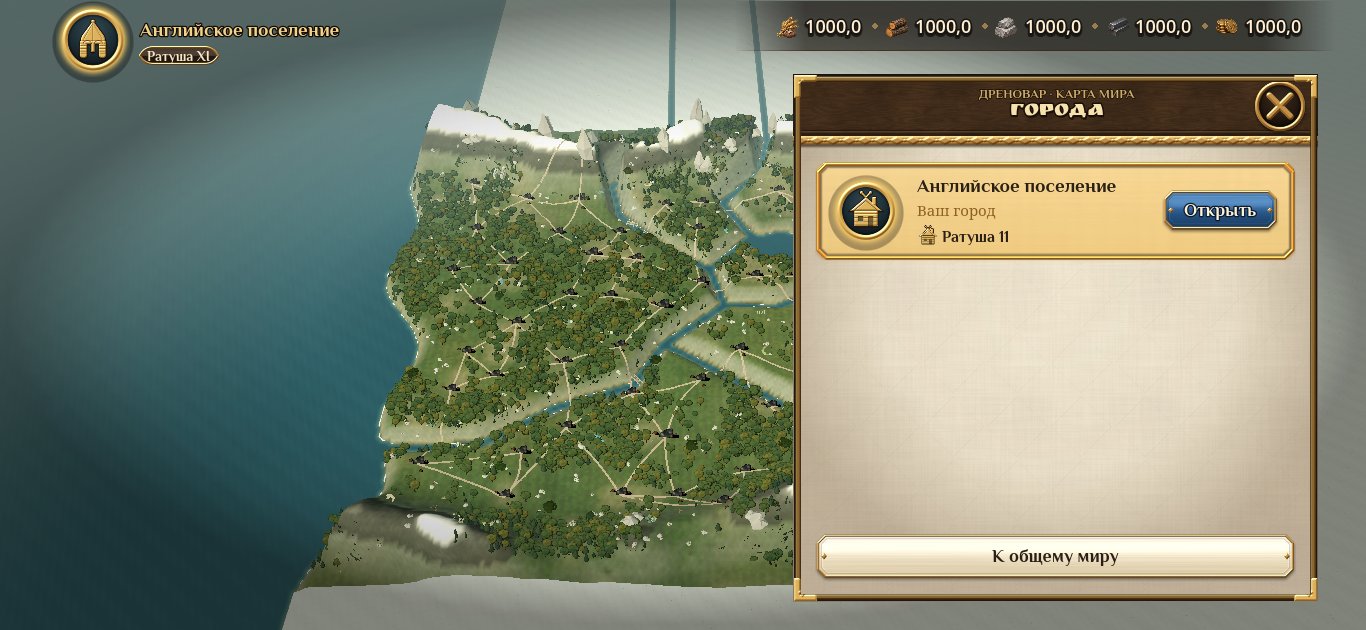 Английское поселение
Ратуша XI
1000,0 1000,0 1000,0 1000,0 1000,0
ДРЕНОВАР · КАРТА МИРА
ГОРОДА
Английское поселение
Ваш город
Ратуша 11
Открыть
К общему миру